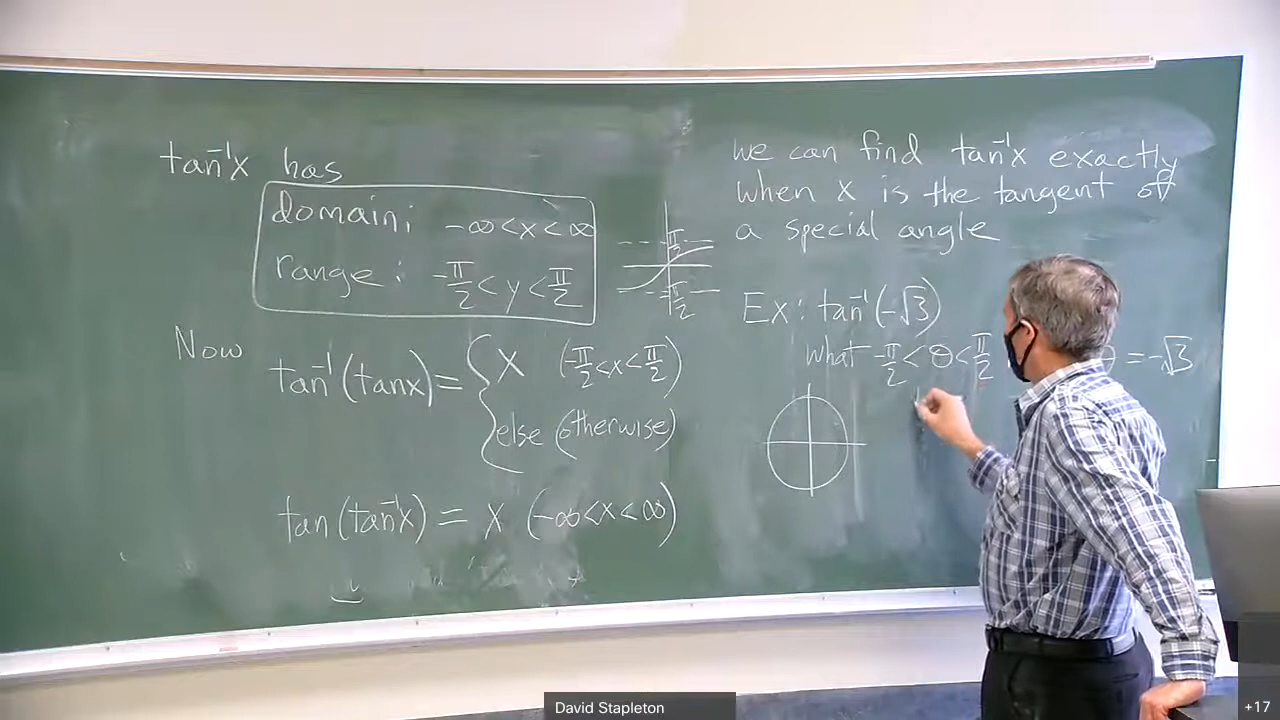 tan⁻¹x has
domain: -∞<x<∞
range: -π/2<y<π/2
π/2
-π/2
Now tan⁻¹(tanx)= { x (-π/2<x<π/2)
else (otherwise)
tan(tan⁻¹x) = x (-∞<x<∞)
we can find tan⁻¹x exactly
when x is the tangent of
a special angle
Ex: tan⁻¹(-√3)
What -π/2<θ<π/2 = -√3
David Stapleton
+17